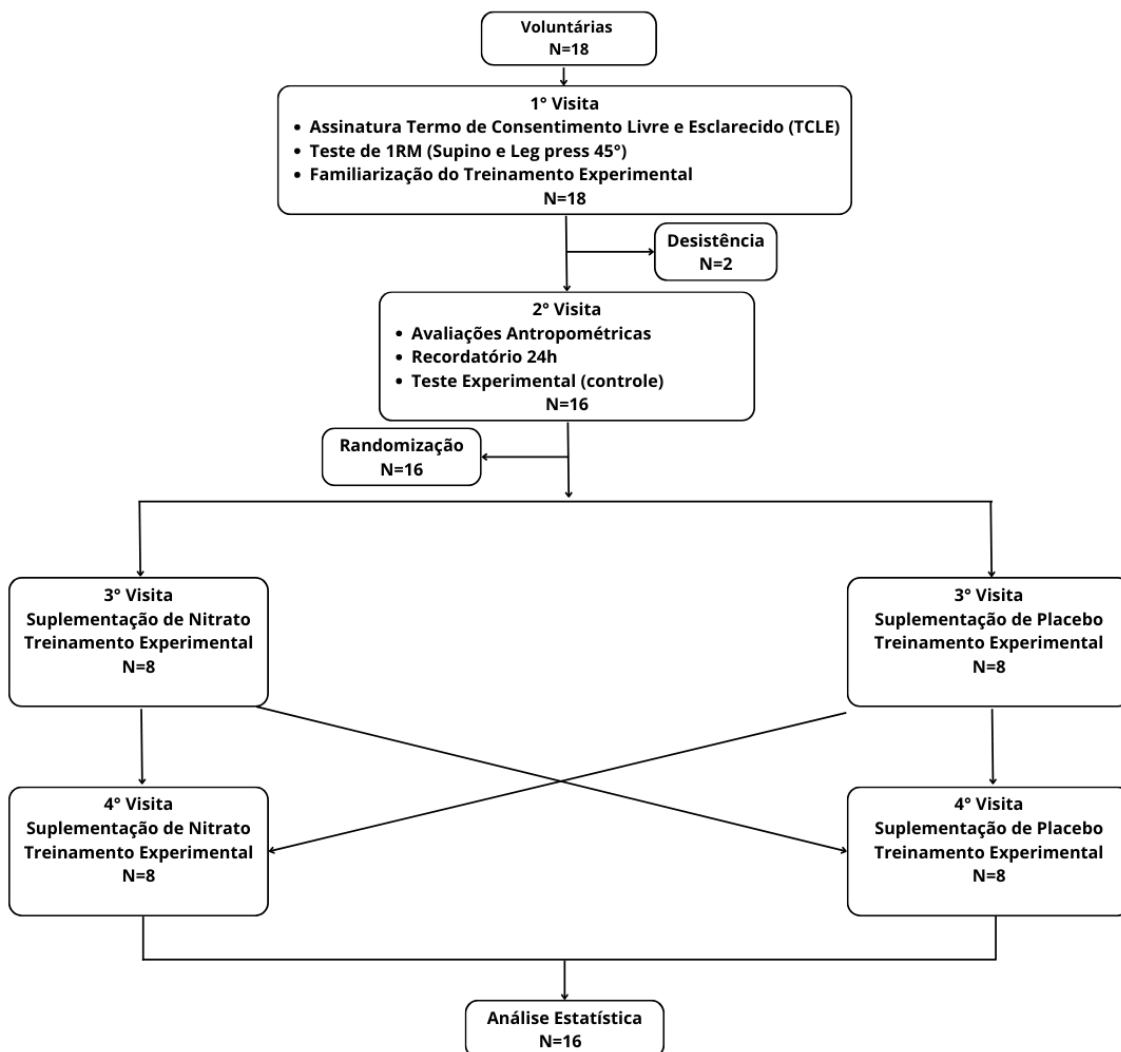 Voluntárias
N=18
1° Visita
• Assinatura Termo de Consentimento Livre e Esclarecido (TCLE)
• Teste de 1RM (Supino e Leg press 45°)
• Familiarização do Treinamento Experimental
N=18
Desistência
N=2
2° Visita
• Avaliações Antropométricas
• Recordatório 24h
• Teste Experimental (controle)
N=16
Randomização
N=16
3° Visita
Suplementação de Nitrato
Treinamento Experimental
N=8
3° Visita
Suplementação de Placebo
Treinamento Experimental
N=8
4° Visita
Suplementação de Nitrato
Treinamento Experimental
N=8
4° Visita
Suplementação de Placebo
Treinamento Experimental
N=8
Análise Estatística
N=16